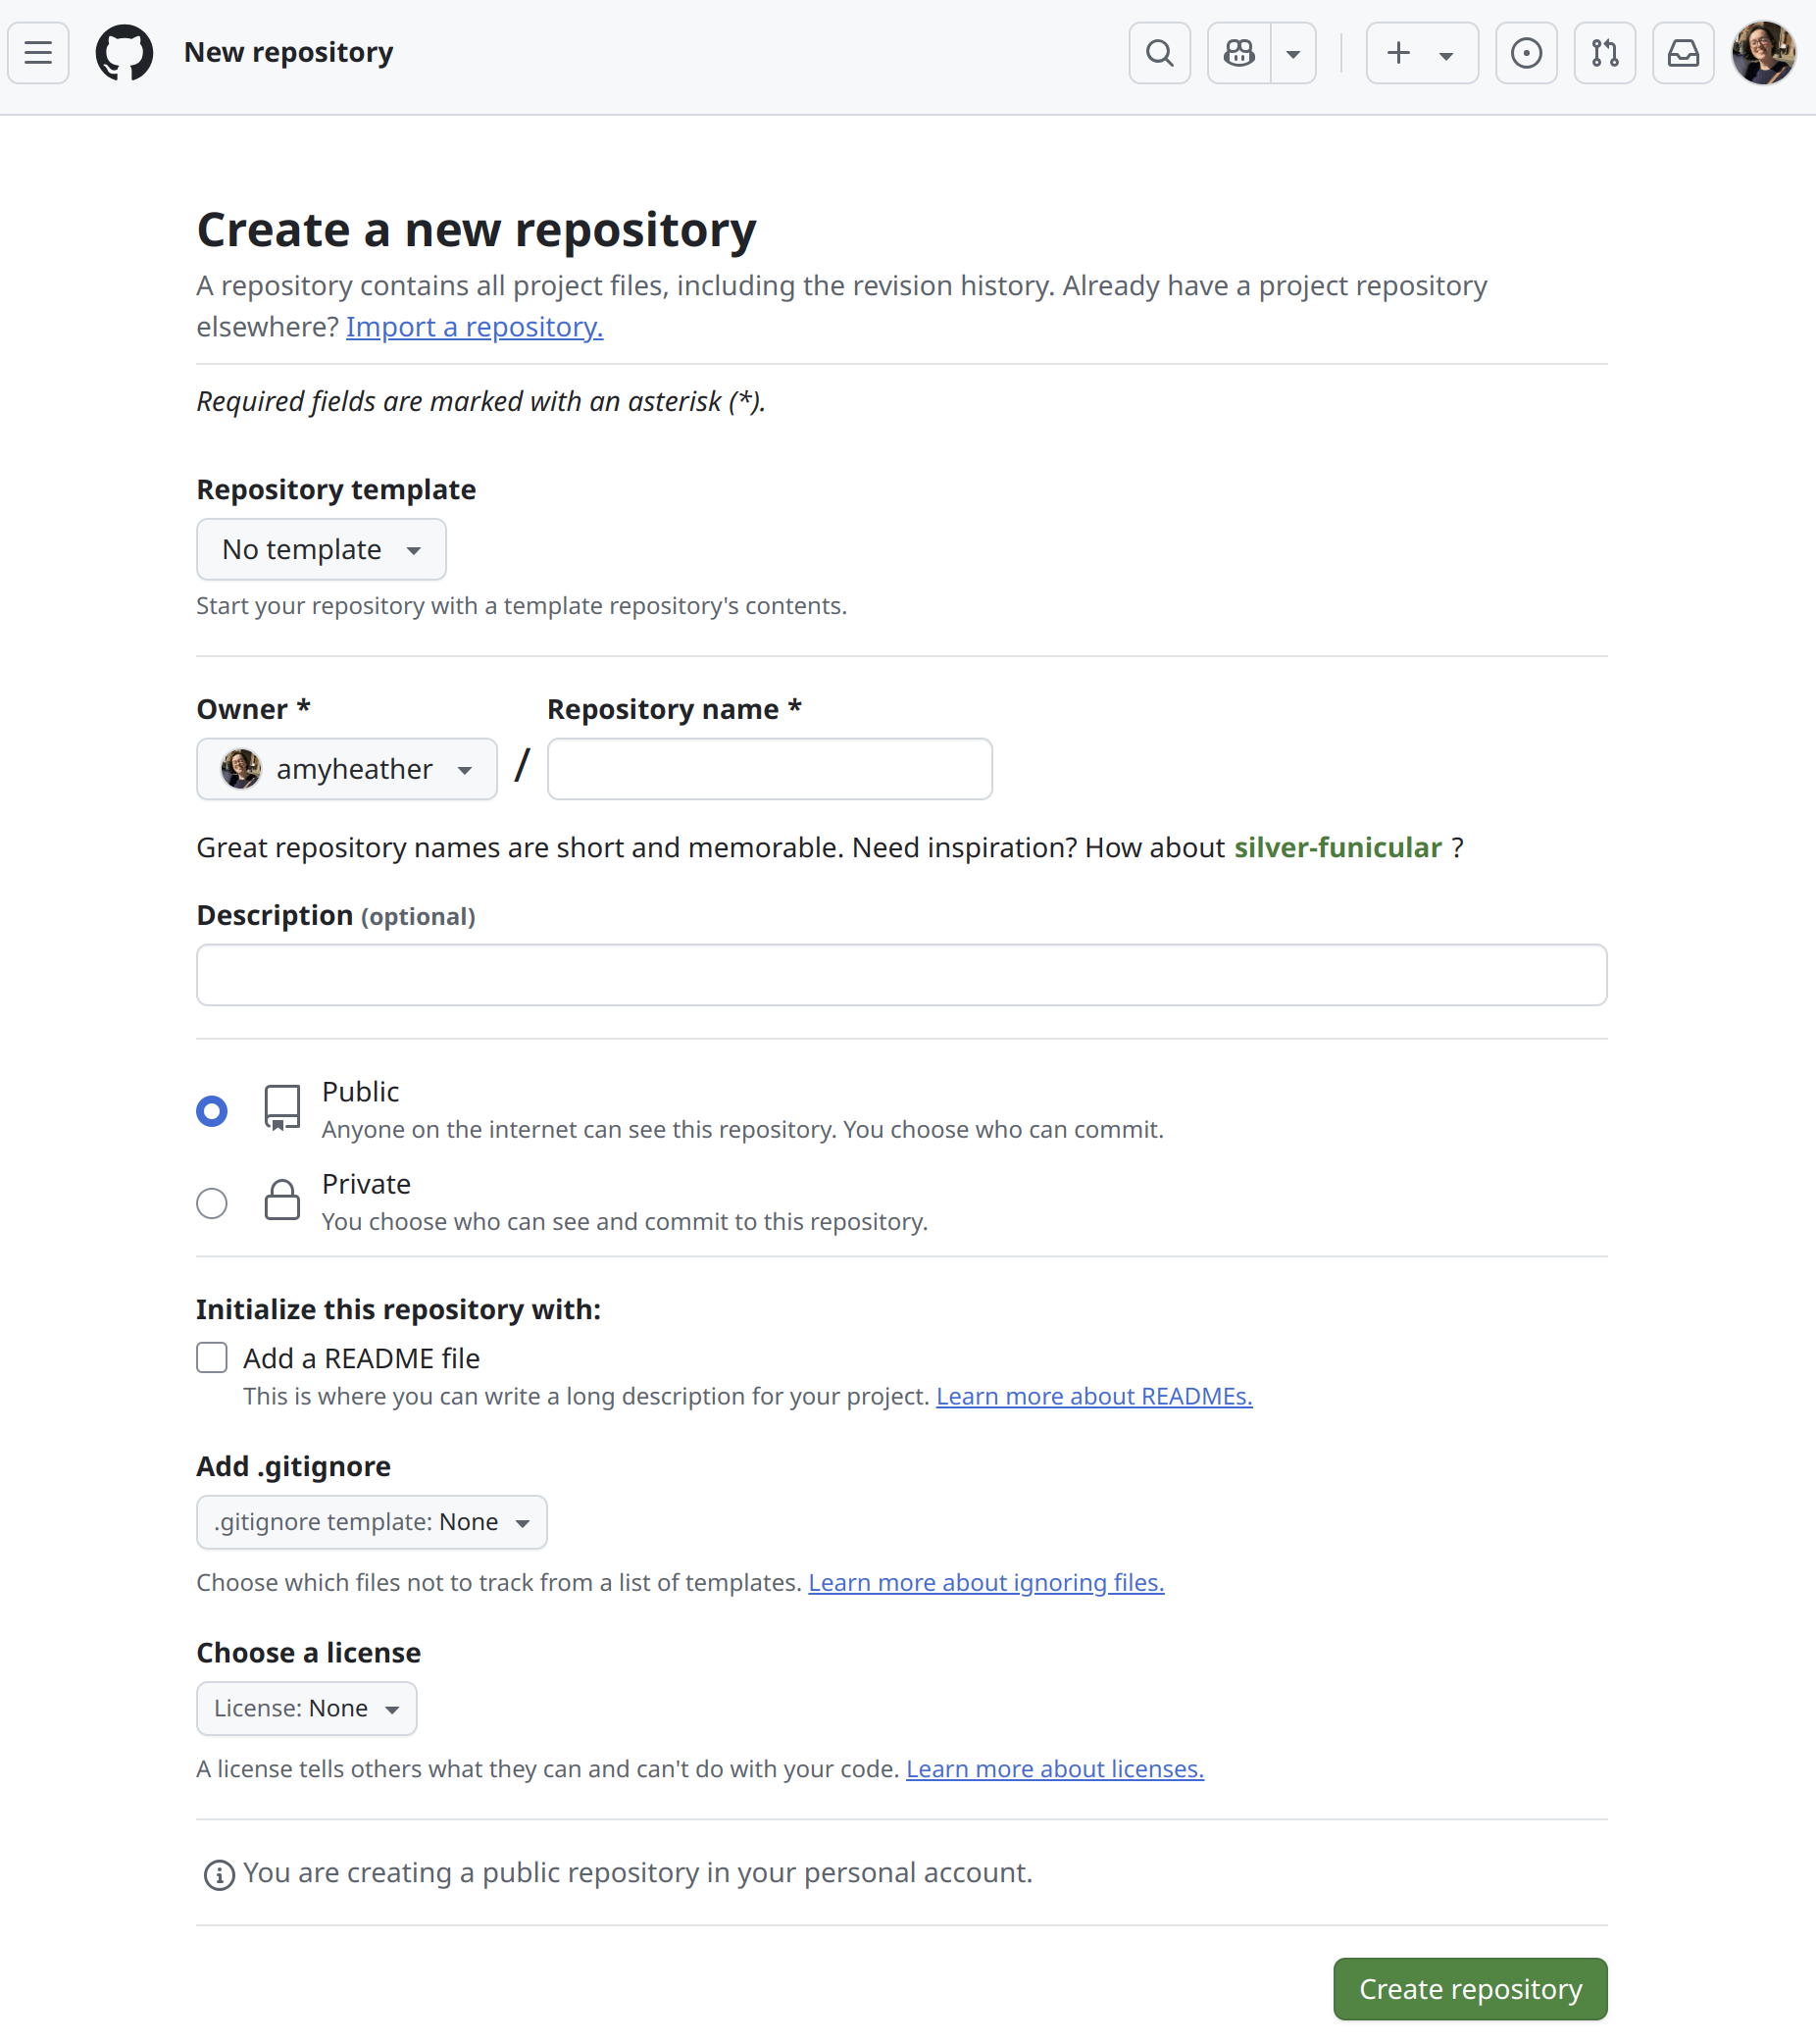 New repository
Create a new repository
A repository contains all project files, including the revision history. Already have a project repository
elsewhere? Import a repository.
Required fields are marked with an asterisk (*).
Repository template
No template
Start your repository with a template repository's contents.
Owner * Repository name *
amyheather /
Great repository names are short and memorable. Need inspiration? How about silver-funicular ?
Description (optional)
Public
Anyone on the internet can see this repository. You choose who can commit.
Private
You choose who can see and commit to this repository.
Initialize this repository with:
Add a README file
This is where you can write a long description for your project. Learn more about READMEs.
Add .gitignore
.gitignore template: None
Choose which files not to track from a list of templates. Learn more about ignoring files.
Choose a license
License: None
A license tells others what they can and can't do with your code. Learn more about licenses.
You are creating a public repository in your personal account.
Create repository